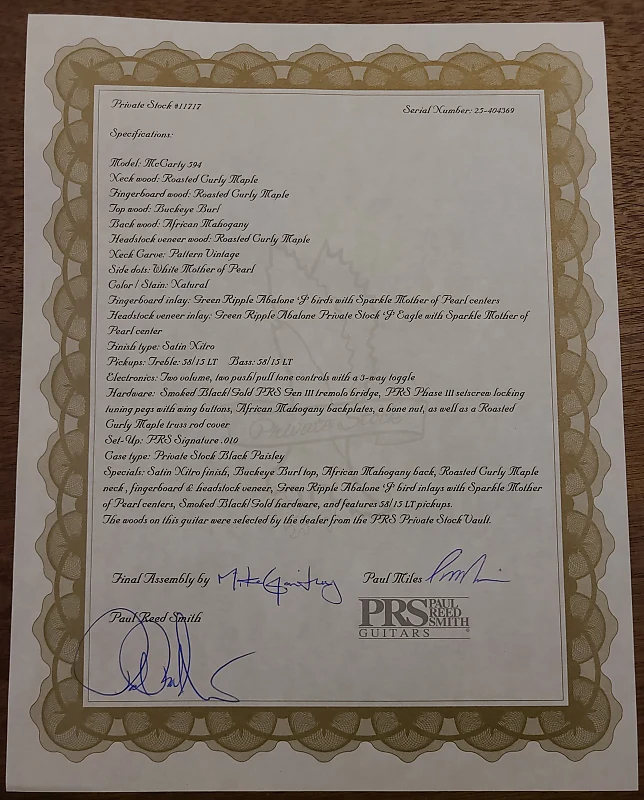 Private Stock #11717
Serial Number: 25-404369
Specifications:
Model: McCarty 594
Neck wood: Roasted Curly Maple
Fingerboard wood: Roasted Curly Maple
Top wood: Buckeye Burl
Back wood: African Mahogany
Headstock veneer wood: Roasted Curly Maple
Neck Carve: Pattern Vintage
Side dots: White Mother of Pearl
Color / Stain: Natural
Fingerboard inlay: Green Ripple Abalone 'J' birds with Sparkle Mother of Pearl centers
Headstock veneer inlay: Green Ripple Abalone Private Stock 'J' Eagle with Sparkle Mother of
Pearl center
Finish type: Satin Nitro
Pickups: Treble: 58/15 LT Bass: 58/15 LT
Electronics: Two volume, two push/pull tone controls with a 3-way toggle
Hardware: Smoked Black/Gold PRS Gen III tremolo bridge, PRS Phase III setscrew locking
tuning pegs with wing buttons, African Mahogany backplates, a bone nut, as well as a Roasted
Curly Maple truss rod cover
Set-Up: PRS Signature .010
Case type: Private Stock Black Paisley
Specials: Satin Nitro finish, Buckeye Burl top, African Mahogany back, Roasted Curly Maple
neck, fingerboard & headstock veneer, Green Ripple Abalone 'J' bird inlays with Sparkle Mother
of Pearl centers, Smoked Black/Gold hardware, and features 58/15 LT pickups.
The woods on this guitar were selected by the dealer from the PRS Private Stock Vault.
Private Stock
Final Assembly by
Paul Miles
Paul Reed Smith
PRS PAUL
REED
SMITH
GUITARS